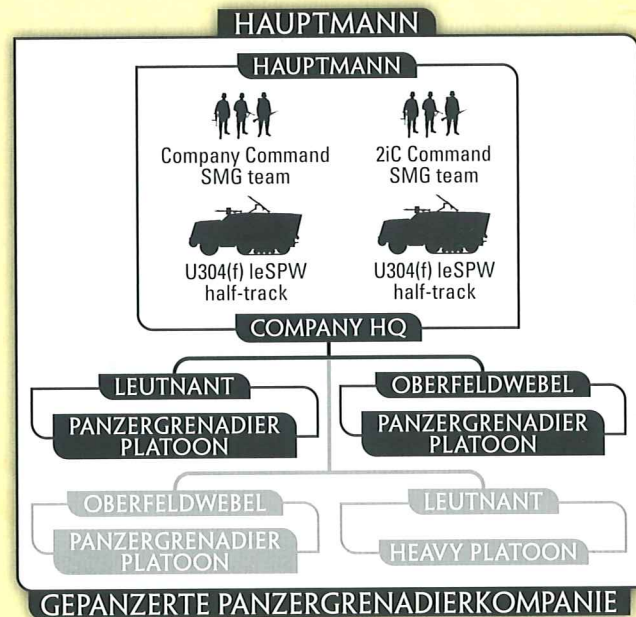 HAUPTMANN
HAUPTMANN
Company Command
SMG team
2iC Command
SMG team
U304(f) leSPW
half-track
U304(f) leSPW
half-track
COMPANY HQ
LEUTNANT
PANZERGRENADIER
PLATOON
OBERFELDWEBEL
PANZERGRENADIER
PLATOON
OBERFELDWEBEL
PANZERGRENADIER
PLATOON
LEUTNANT
HEAVY PLATOON
GEPANZERTE PANZERGRENADIERKOMPANIE